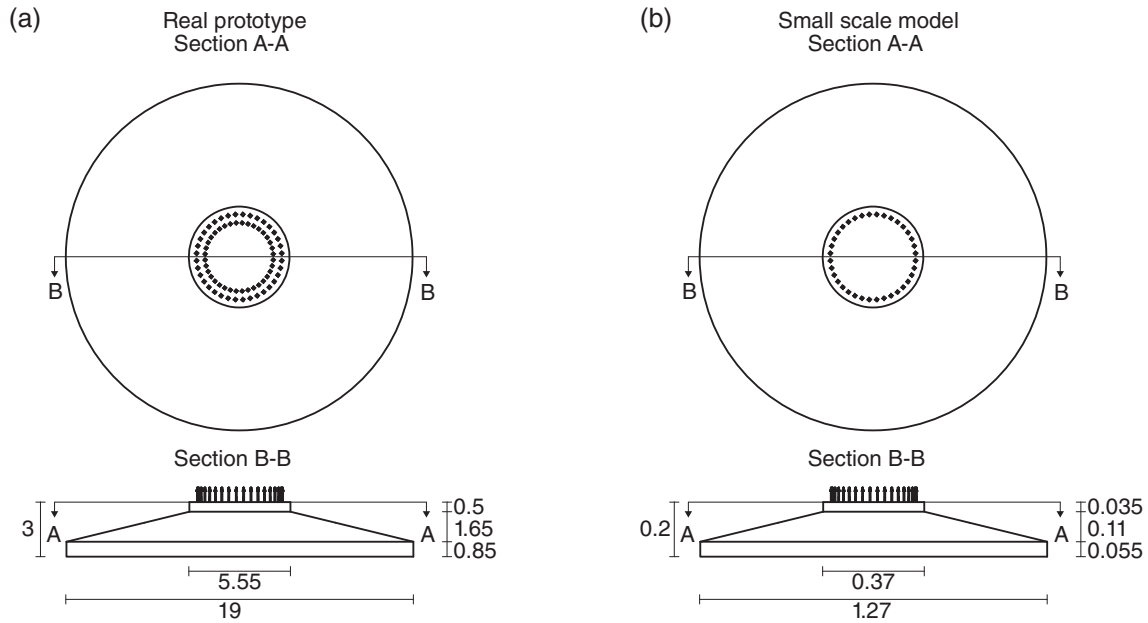 (a)
Real prototype
Section A-A
B
B
Section B-B
3
A
A
0.5
1.65
0.85
5.55
19
(b)
Small scale model
Section A-A
B
B
Section B-B
0.2
A
A
0.035
0.11
0.055
0.37
1.27